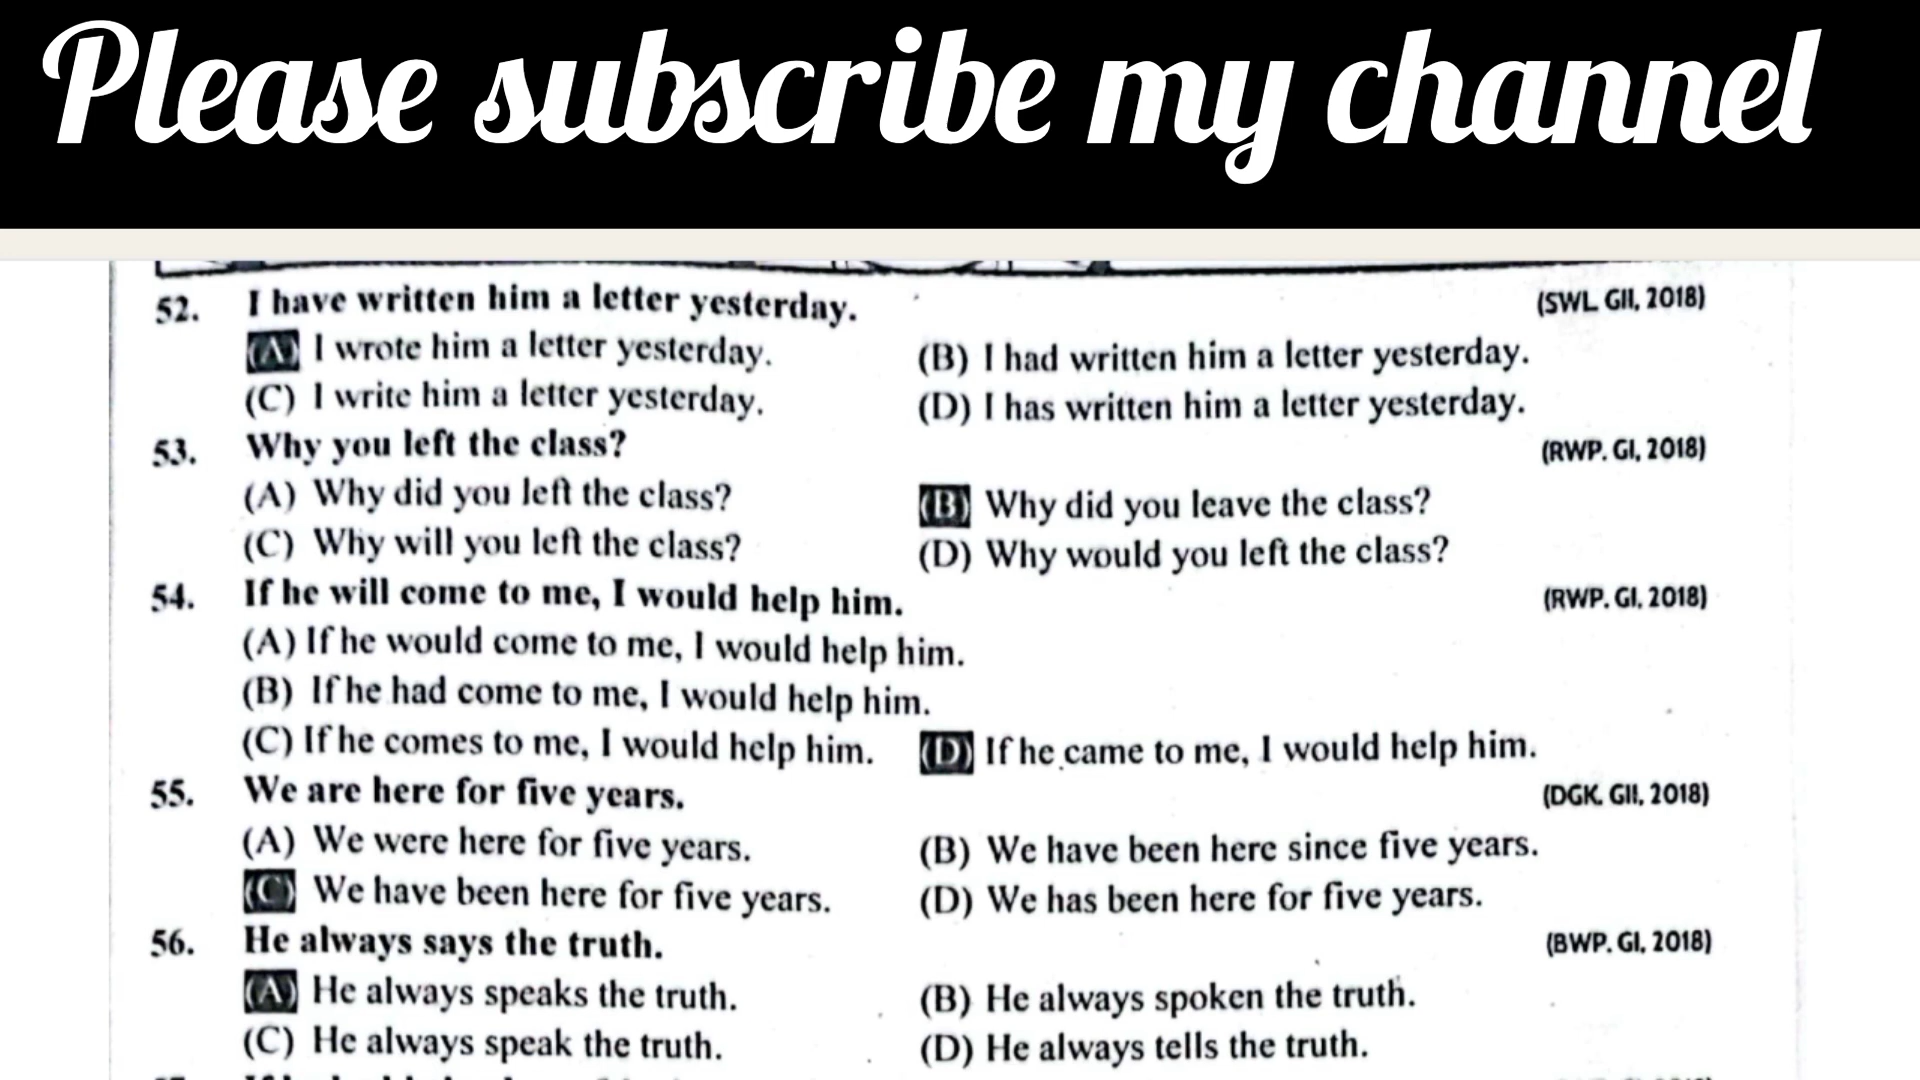 Please subscribe my channel
52. I have written him a letter yesterday. (SWL GII, 2018)
(A) I wrote him a letter yesterday. (B) I had written him a letter yesterday.
(C) I write him a letter yesterday. (D) I has written him a letter yesterday.
53. Why you left the class? (RWP. GI, 2018)
(A) Why did you left the class? (B) Why did you leave the class?
(C) Why will you left the class? (D) Why would you left the class?
54. If he will come to me, I would help him. (RWP. GI, 2018)
(A) If he would come to me, I would help him.
(B) If he had come to me, I would help him.
(C) If he comes to me, I would help him. (D) If he came to me, I would help him.
55. We are here for five years. (DGK. GII, 2018)
(A) We were here for five years. (B) We have been here since five years.
(C) We have been here for five years. (D) We has been here for five years.
56. He always says the truth. (BWP. GI, 2018)
(A) He always speaks the truth. (B) He always spoken the truth.
(C) He always speak the truth. (D) He always tells the truth.